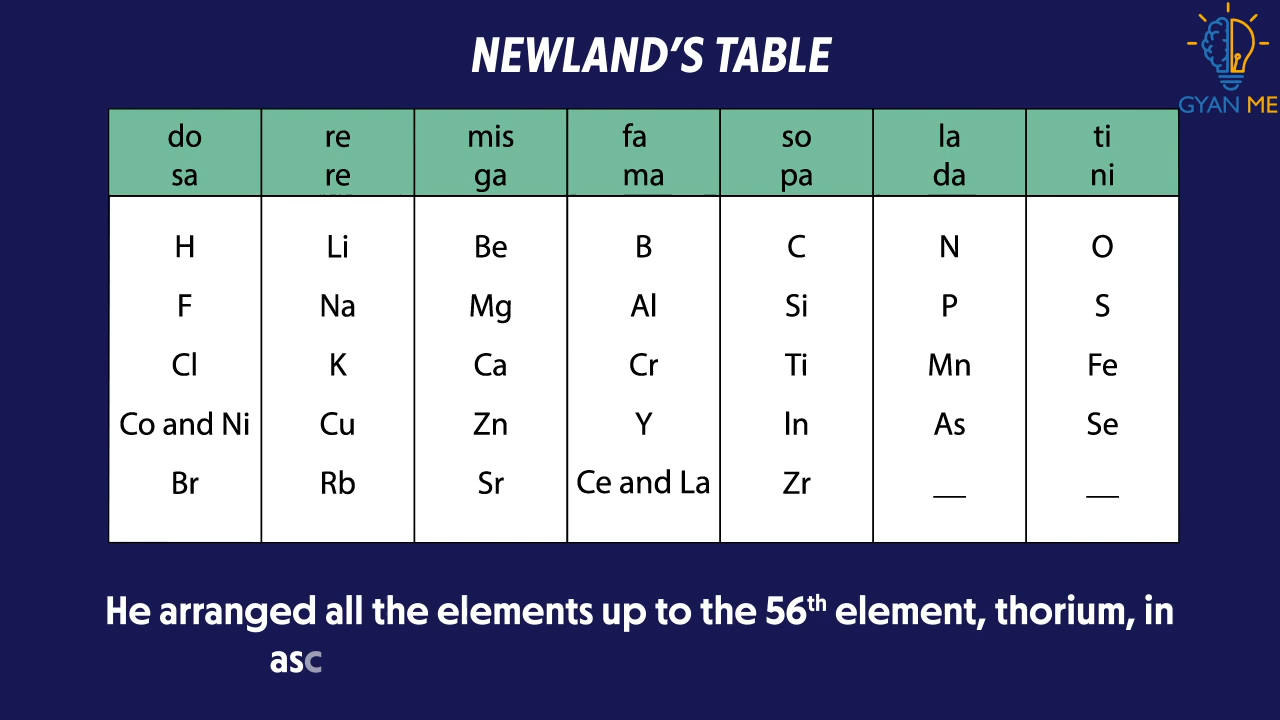 NEWLAND'S TABLE
GYAN ME
do re mis fa so la ti
sa re ga ma pa da ni
H Li Be B C N O
F Na Mg Al Si P S
Cl K Ca Cr Ti Mn Fe
Co and Ni Cu Zn Y In As Se
Br Rb Sr Ce and La Zr __ __
He arranged all the elements up to the 56th element, thorium, in
asc